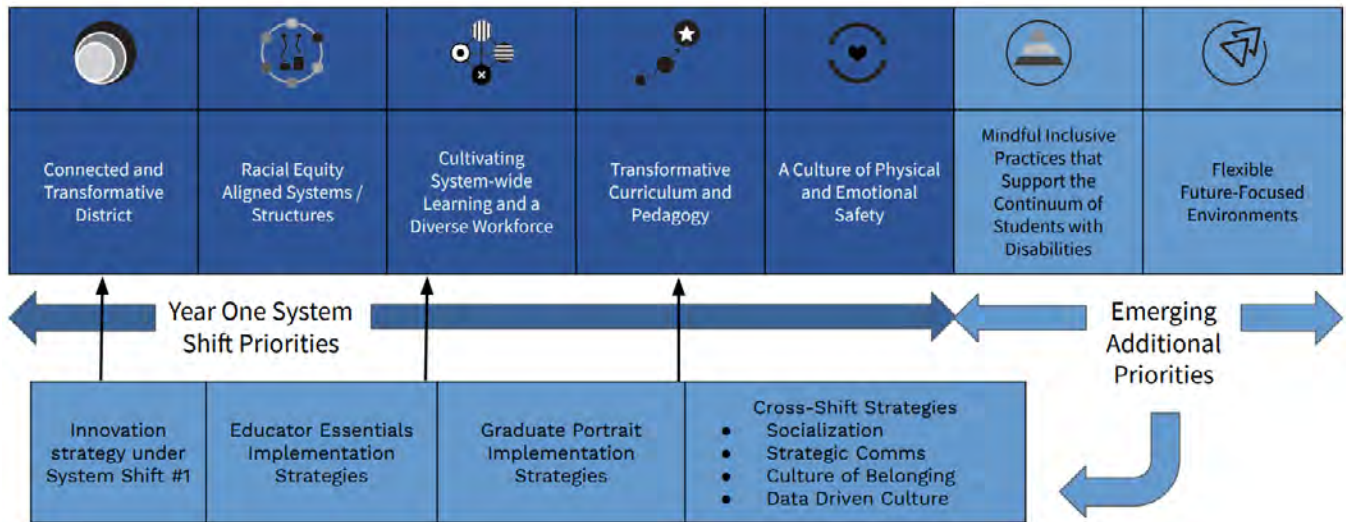 Connected and
Transformative
District
Racial Equity
Aligned Systems /
Structures
Cultivating
System-wide
Learning and a
Diverse Workforce
Transformative
Curriculum and
Pedagogy
A Culture of Physical
and Emotional
Safety
Mindful Inclusive
Practices that
Support the
Continuum of
Students with
Disabilities
Flexible
Future-Focused
Environments
Year One System
Shift Priorities
Emerging
Additional
Priorities
Innovation
strategy under
System Shift #1
Educator Essentials
Implementation
Strategies
Graduate Portrait
Implementation
Strategies
Cross-Shift Strategies
● Socialization
● Strategic Comms
● Culture of Belonging
● Data Driven Culture